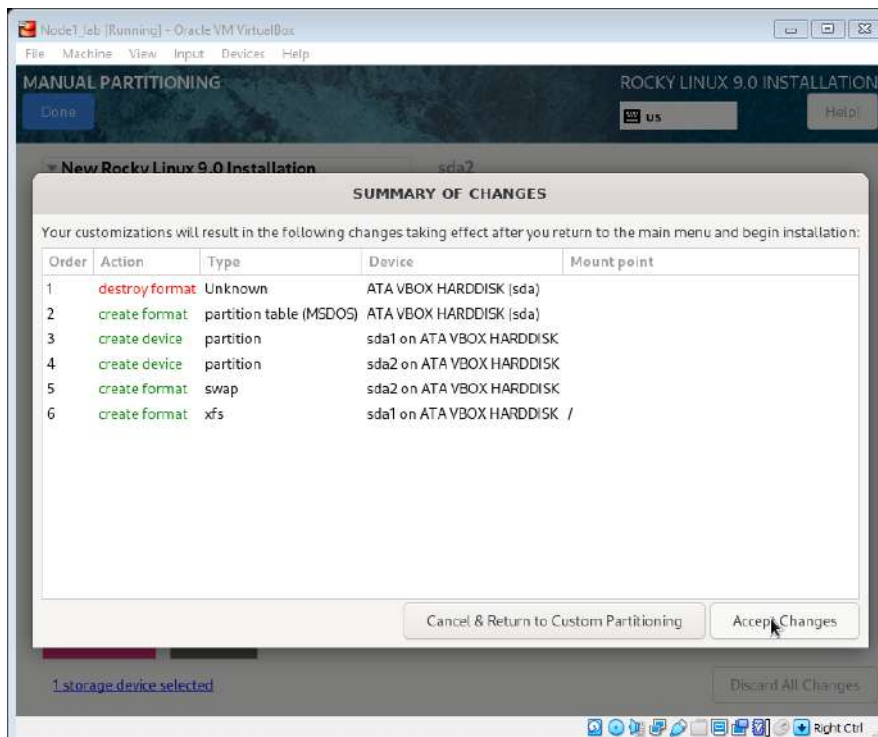 Node1_lab [Running] - Oracle VM VirtualBox
File Machine View Input Devices Help
MANUAL PARTITIONING
ROCKY LINUX 9.0 INSTALLATION
Done
us
Help!
New Rocky Linux 9.0 Installation
sda2
SUMMARY OF CHANGES
Your customizations will result in the following changes taking effect after you return to the main menu and begin installation:
Order Action Type Device Mount point
1 destroy format Unknown ATA VBOX HARDDISK (sda)
2 create format partition table (MSDOS) ATA VBOX HARDDISK (sda)
3 create device partition sda1 on ATA VBOX HARDDISK
4 create device partition sda2 on ATA VBOX HARDDISK
5 create format swap sda2 on ATA VBOX HARDDISK
6 create format xfs sda1 on ATA VBOX HARDDISK /
Cancel & Return to Custom Partitioning
Accept Changes
1 storage device selected
Discard All Changes
Right Ctrl